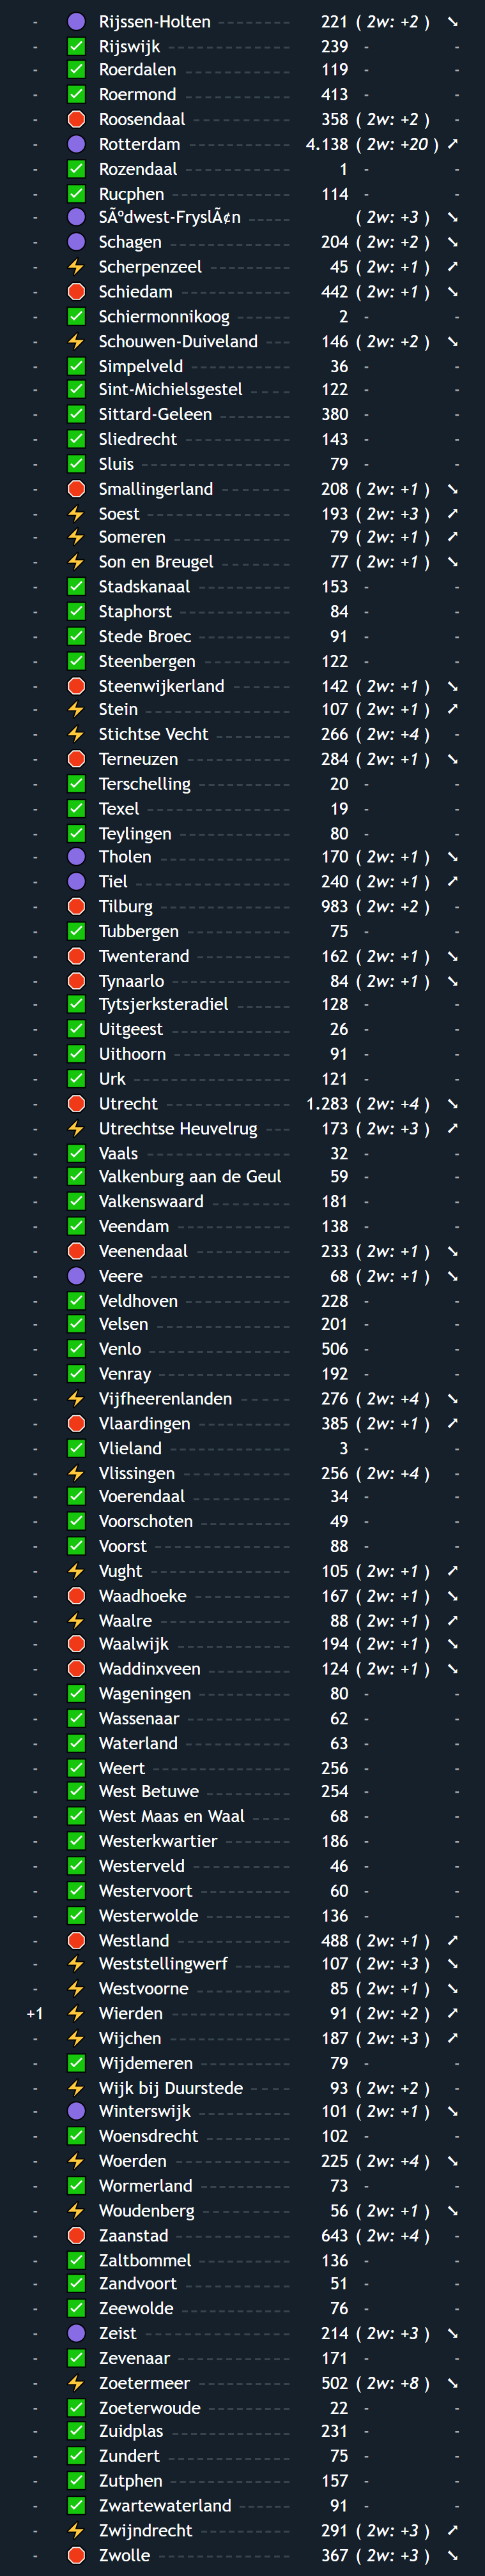 - Rijssen-Holten 221 ( 2w: +2 ) ➘
- ✅ Rijswijk 239 - -
- ✅ Roerdalen 119 - -
- ✅ Roermond 413 - -
- Roosendaal 358 ( 2w: +2 ) -
- Rotterdam 4.138 ( 2w: +20 ) ➚
- ✅ Rozendaal 1 - -
- ✅ Rucphen 114 - -
- SÃºdwest-FryslÃ¢n ( 2w: +3 ) ➘
- Schagen 204 ( 2w: +2 ) ➘
- ⚡ Scherpenzeel 45 ( 2w: +1 ) ➚
- Schiedam 442 ( 2w: +1 ) ➘
- ✅ Schiermonnikoog 2 - -
- ⚡ Schouwen-Duiveland 146 ( 2w: +2 ) ➘
- ✅ Simpelveld 36 - -
- ✅ Sint-Michielsgestel 122 - -
- ✅ Sittard-Geleen 380 - -
- ✅ Sliedrecht 143 - -
- ✅ Sluis 79 - -
- Smallingerland 208 ( 2w: +1 ) ➘
- ⚡ Soest 193 ( 2w: +3 ) ➚
- ⚡ Someren 79 ( 2w: +1 ) ➚
- ⚡ Son en Breugel 77 ( 2w: +1 ) ➘
- ✅ Stadskanaal 153 - -
- ✅ Staphorst 84 - -
- ✅ Stede Broec 91 - -
- ✅ Steenbergen 122 - -
- Steenwijkerland 142 ( 2w: +1 ) ➘
- ⚡ Stein 107 ( 2w: +1 ) ➚
- ⚡ Stichtse Vecht 266 ( 2w: +4 ) -
- Terneuzen 284 ( 2w: +1 ) ➘
- ✅ Terschelling 20 - -
- ✅ Texel 19 - -
- ✅ Teylingen 80 - -
- Tholen 170 ( 2w: +1 ) ➘
- Tiel 240 ( 2w: +1 ) ➚
- Tilburg 983 ( 2w: +2 ) -
- ✅ Tubbergen 75 - -
- Twenterand 162 ( 2w: +1 ) ➘
- Tynaarlo 84 ( 2w: +1 ) ➘
- ✅ Tytsjerksteradiel 128 - -
- ✅ Uitgeest 26 - -
- ✅ Uithoorn 91 - -
- ✅ Urk 121 - -
- Utrecht 1.283 ( 2w: +4 ) ➘
- ⚡ Utrechtse Heuvelrug 173 ( 2w: +3 ) ➚
- ✅ Vaals 32 - -
- ✅ Valkenburg aan de Geul 59 - -
- ✅ Valkenswaard 181 - -
- ✅ Veendam 138 - -
- Veenendaal 233 ( 2w: +1 ) ➘
- Veere 68 ( 2w: +1 ) ➘
- ✅ Veldhoven 228 - -
- ✅ Velsen 201 - -
- ✅ Venlo 506 - -
- ✅ Venray 192 - -
- ⚡ Vijfheerenlanden 276 ( 2w: +4 ) ➘
- Vlaardingen 385 ( 2w: +1 ) ➚
- ✅ Vlieland 3 - -
- ⚡ Vlissingen 256 ( 2w: +4 ) -
- ✅ Voerendaal 34 - -
- ✅ Voorschoten 49 - -
- ✅ Voorst 88 - -
- ⚡ Vught 105 ( 2w: +1 ) ➚
- Waadhoeke 167 ( 2w: +1 ) ➘
- ⚡ Waalre 88 ( 2w: +1 ) ➚
- Waalwijk 194 ( 2w: +1 ) ➘
- Waddinxveen 124 ( 2w: +1 ) ➘
- ✅ Wageningen 80 - -
- ✅ Wassenaar 62 - -
- ✅ Waterland 63 - -
- ✅ Weert 256 - -
- ✅ West Betuwe 254 - -
- ✅ West Maas en Waal 68 - -
- ✅ Westerkwartier 186 - -
- ✅ Westerveld 46 - -
- ✅ Westervoort 60 - -
- ✅ Westerwolde 136 - -
- Westland 488 ( 2w: +1 ) ➚
- ⚡ Weststellingwerf 107 ( 2w: +3 ) ➘
- ⚡ Westvoorne 85 ( 2w: +1 ) ➘
+1 ⚡ Wierden 91 ( 2w: +2 ) ➚
- ⚡ Wijchen 187 ( 2w: +3 ) ➚
- ✅ Wijdemeren 79 - -
- ⚡ Wijk bij Duurstede 93 ( 2w: +2 ) -
- Winterswijk 101 ( 2w: +1 ) ➘
- ✅ Woensdrecht 102 - -
- ⚡ Woerden 225 ( 2w: +4 ) ➘
- ✅ Wormerland 73 - -
- ⚡ Woudenberg 56 ( 2w: +1 ) ➘
- Zaanstad 643 ( 2w: +4 ) -
- ✅ Zaltbommel 136 - -
- ✅ Zandvoort 51 - -
- ✅ Zeewolde 76 - -
- Zeist 214 ( 2w: +3 ) ➘
- ✅ Zevenaar 171 - -
- ⚡ Zoetermeer 502 ( 2w: +8 ) ➘
- ✅ Zoeterwoude 22 - -
- ✅ Zuidplas 231 - -
- ✅ Zundert 75 - -
- ✅ Zutphen 157 - -
- ✅ Zwartewaterland 91 - -
- ⚡ Zwijndrecht 291 ( 2w: +3 ) ➚
- Zwolle 367 ( 2w: +3 ) ➘